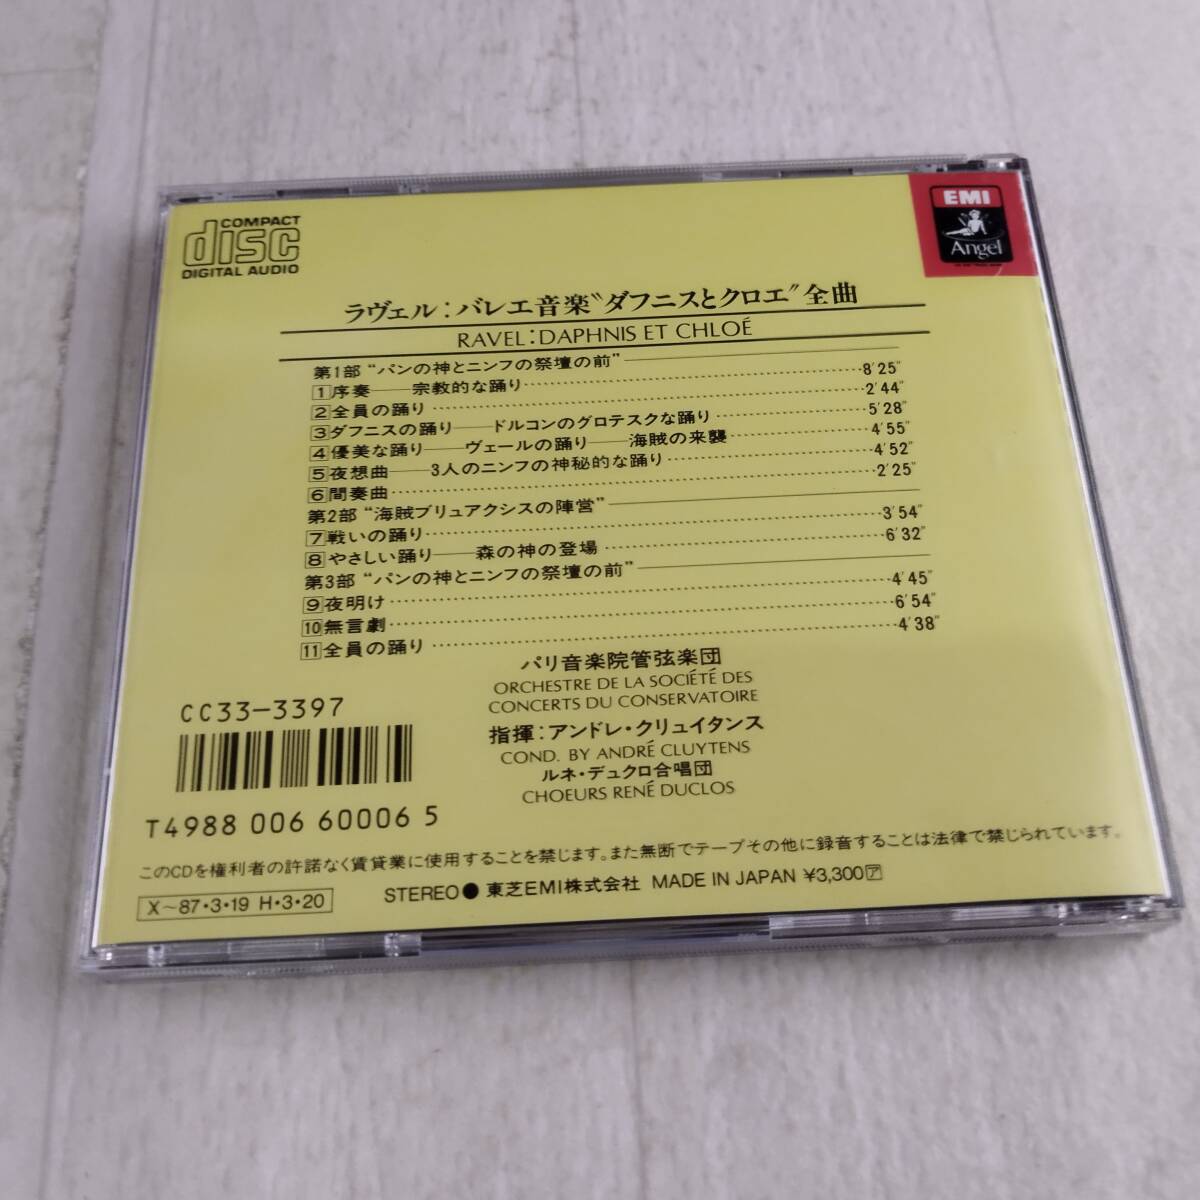 COMPACT
disc
DIGITAL AUDIO
EMI
Angel
ラヴェル：バレエ音楽“ダフニスとクロエ”全曲
RAVEL：DAPHNIS ET CHLOÉ
第1部 “パンの神とニンフの祭壇の前”
1 序奏――宗教的な踊り 8′25″
2 全員の踊り 2′44″
3 ダフニスの踊り――ドルコンのグロテスクな踊り 5′28″
4 優美な踊り――ヴェールの踊り――海賊の来襲 4′55″
5 夜想曲――3人のニンフの神秘的な踊り 4′52″
6 間奏曲 2′25″
第2部 “海賊ブリュアクシスの陣営”
7 戦いの踊り 3′54″
8 やさしい踊り――森の神の登場 6′32″
第3部 “パンの神とニンフの祭壇の前”
9 夜明け 4′45″
10 無言劇 6′54″
11 全員の踊り 4′38″
パリ音楽院管弦楽団
ORCHESTRE DE LA SOCIÉTÉ DES
CONCERTS DU CONSERVATOIRE
指揮：アンドレ・クリュイタンス
COND. BY ANDRÉ CLUYTENS
ルネ・デュクロ合唱団
CHOEURS RENÉ DUCLOS
CC33-3397
T4988 006 60006 5
このCDを権利者の許諾なく賃貸業に使用することを禁じます。また無断でテープその他に録音することは法律で禁じられています。
X～87・3・19 H・3・20
STEREO● 東芝EMI株式会社 MADE IN JAPAN ¥3,300ア